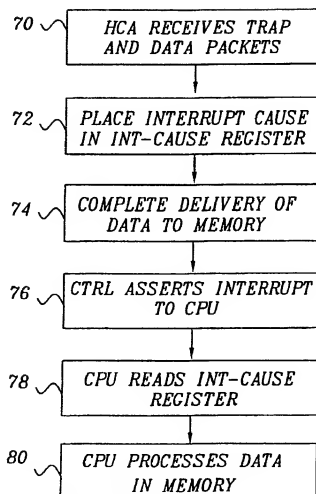 70
HCA RECEIVES TRAP
AND DATA PACKETS
72
PLACE INTERRUPT CAUSE
IN INT-CAUSE REGISTER
74
COMPLETE DELIVERY OF
DATA TO MEMORY
76
CTRL ASSERTS INTERRUPT
TO CPU
78
CPU READS INT-CAUSE
REGISTER
80
CPU PROCESSES DATA
IN MEMORY